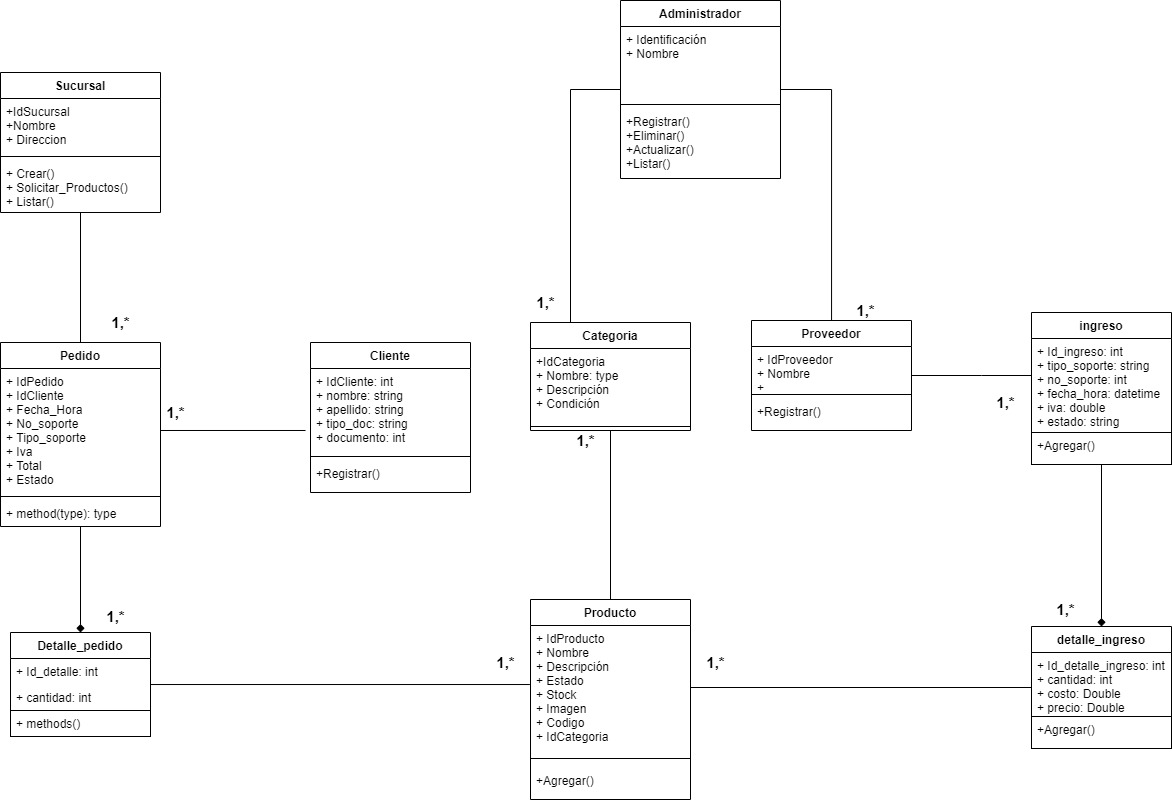 Administrador
+ Identificación
+ Nombre
+Registrar()
+Eliminar()
+Actualizar()
+Listar()
Sucursal
+IdSucursal
+Nombre
+ Direccion
+ Crear()
+ Solicitar_Productos()
+ Listar()
1,*
1,*
1,*
Pedido
+ IdPedido
+ IdCliente
+ Fecha_Hora
+ No_soporte
+ Tipo_soporte
+ Iva
+ Total
+ Estado
+ method(type): type
1,*
Cliente
+ IdCliente: int
+ nombre: string
+ apellido: string
+ tipo_doc: string
+ documento: int
+Registrar()
Categoria
+IdCategoria
+ Nombre: type
+ Descripción
+ Condición
1,*
Proveedor
+ IdProveedor
+ Nombre
+
+Registrar()
1,*
ingreso
+ Id_ingreso: int
+ tipo_soporte: string
+ no_soporte: int
+ fecha_hora: datetime
+ iva: double
+ estado: string
+Agregar()
1,*
Detalle_pedido
+ Id_detalle: int
+ cantidad: int
+ methods()
1,*
Producto
+ IdProducto
+ Nombre
+ Descripción
+ Estado
+ Stock
+ Imagen
+ Codigo
+ IdCategoria
+Agregar()
1,*
1,*
detalle_ingreso
+ Id_detalle_ingreso: int
+ cantidad: int
+ costo: Double
+ precio: Double
+Agregar()